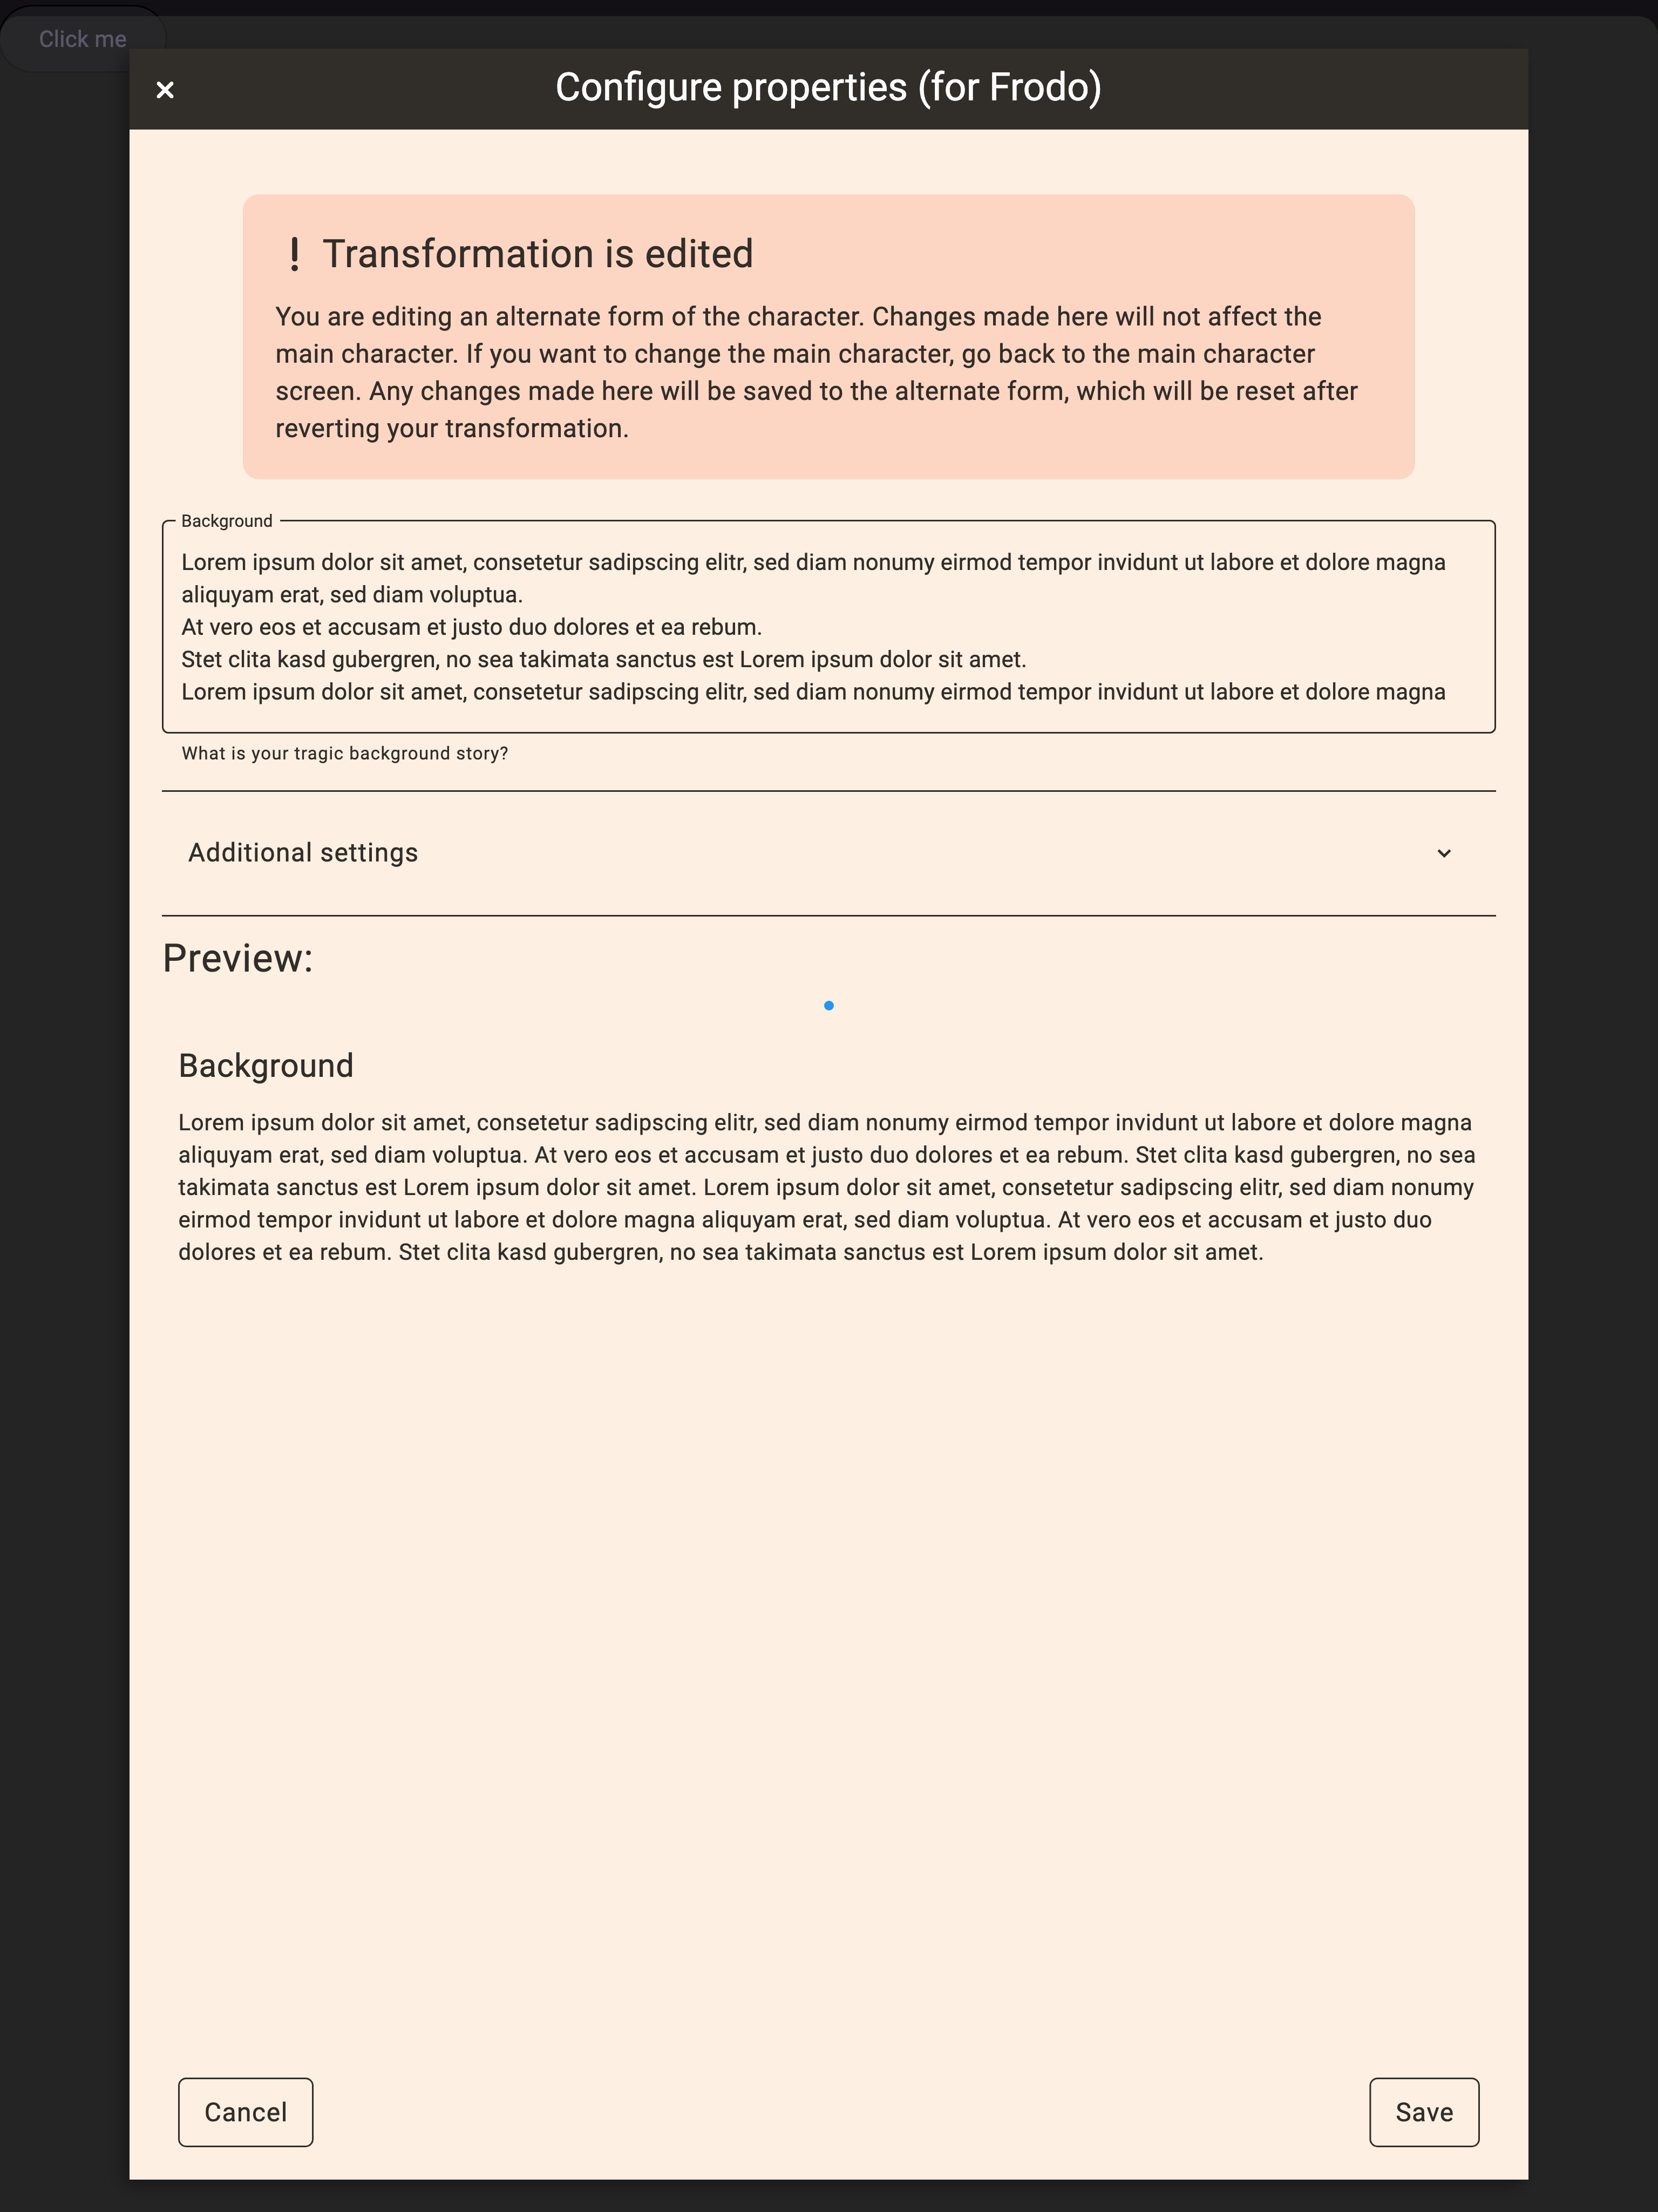 Click me
Configure properties (for Frodo)
Transformation is edited
You are editing an alternate form of the character. Changes made here will not affect the
main character. If you want to change the main character, go back to the main character
screen. Any changes made here will be saved to the alternate form, which will be reset after
reverting your transformation.
Background
Lorem ipsum dolor sit amet, consetetur sadipscing elitr, sed diam nonumy eirmod tempor invidunt ut labore et dolore magna
aliquyam erat, sed diam voluptua.
At vero eos et accusam et justo duo dolores et ea rebum.
Stet clita kasd gubergren, no sea takimata sanctus est Lorem ipsum dolor sit amet.
Lorem ipsum dolor sit amet, consetetur sadipscing elitr, sed diam nonumy eirmod tempor invidunt ut labore et dolore magna
What is your tragic background story?
Additional settings
Preview:
Background
Lorem ipsum dolor sit amet, consetetur sadipscing elitr, sed diam nonumy eirmod tempor invidunt ut labore et dolore magna
aliquyam erat, sed diam voluptua. At vero eos et accusam et justo duo dolores et ea rebum. Stet clita kasd gubergren, no sea
takimata sanctus est Lorem ipsum dolor sit amet. Lorem ipsum dolor sit amet, consetetur sadipscing elitr, sed diam nonumy
eirmod tempor invidunt ut labore et dolore magna aliquyam erat, sed diam voluptua. At vero eos et accusam et justo duo
dolores et ea rebum. Stet clita kasd gubergren, no sea takimata sanctus est Lorem ipsum dolor sit amet.
Cancel
Save